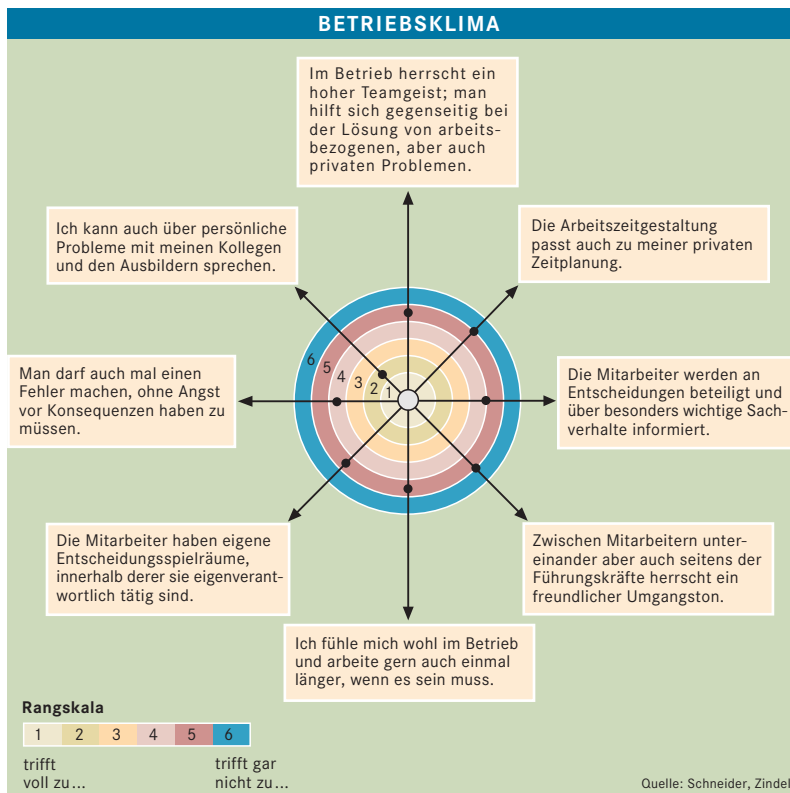 BETRIEBSKLIMA
Im Betrieb herrscht ein
hoher Teamgeist; man
hilft sich gegenseitig bei
der Lösung von arbeits-
bezogenen, aber auch
privaten Problemen.
Ich kann auch über persönliche
Probleme mit meinen Kollegen
und den Ausbildern sprechen.
Die Arbeitszeitgestaltung
passt auch zu meiner privaten
Zeitplanung.
Man darf auch mal einen
Fehler machen, ohne Angst
vor Konsequenzen haben zu
müssen.
6 5 4 3 2 1
Die Mitarbeiter werden an
Entscheidungen beteiligt und
über besonders wichtige Sach-
verhalte informiert.
Die Mitarbeiter haben eigene
Entscheidungsspielräume,
innerhalb derer sie eigenverant-
wortlich tätig sind.
Zwischen Mitarbeitern unter-
einander aber auch seitens der
Führungskräfte herrscht ein
freundlicher Umgangston.
Ich fühle mich wohl im Betrieb
und arbeite gern auch einmal
länger, wenn es sein muss.
Rangskala
1 2 3 4 5 6
trifft
voll zu...
trifft gar
nicht zu...
Quelle: Schneider, Zindel